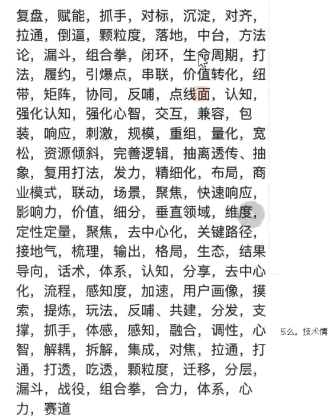 复盘，赋能，抓手，对标，沉淀，对齐，
拉通，倒逼，颗粒度，落地，中台，方法
论，漏斗，组合拳，闭环，生命周期，打
法，履约，引爆点，串联，价值转化，纽
带，矩阵，协同，反哺，点线面，认知，
强化认知，强化心智，交互，兼容，包
装，响应，刺激，规模，重组，量化，宽
松，资源倾斜，完善逻辑，抽离透传、抽
象，复用打法，发力，精细化，布局，商
业模式，联动，场景，聚焦，快速响应，
影响力，价值，细分，垂直领域，维度，
定性定量，聚焦，去中心化，关键路径，
接地气，梳理，输出，格局，生态，结果
导向，话术，体系，认知，分享，去中心
化，流程，感知度，加速，用户画像，摸
索，提炼，玩法，反哺、共建，分发，支
撑，抓手，体感，感知，融合，调性，心
智，解耦，拆解，集成，对焦，拉通，打
通，打透，吃透，颗粒度，迁移，分层，
漏斗，战役，组合拳，合力，体系，心
力，赛道
么。技术情